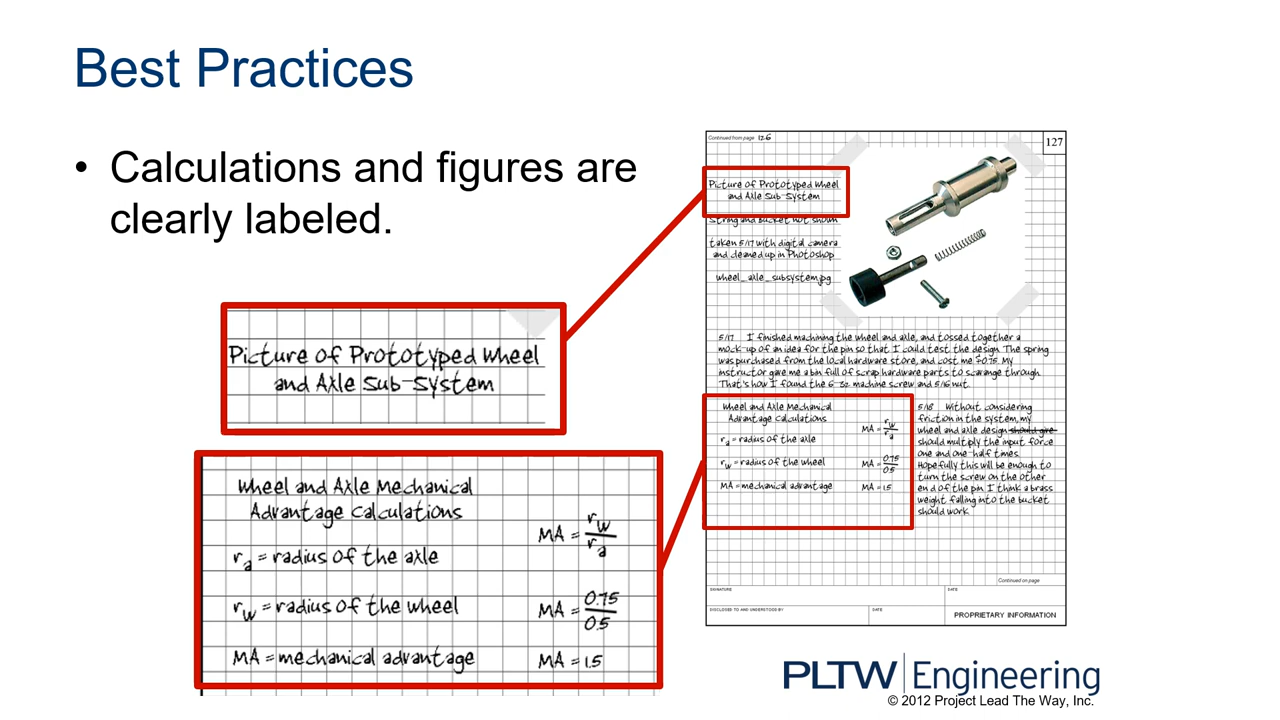 Best Practices
• Calculations and figures are
clearly labeled.
Picture of Prototyped Wheel
and Axle Sub-System
Wheel and Axle Mechanical
Advantage Calculations
r_a = radius of the axle
r_w = radius of the wheel
MA = mechanical advantage
MA = r_w/r_a
MA = 0.75/0.5
MA = 1.5
Continued from page 126
127
Picture of Prototyped Wheel
and Axle Sub-System
String and Bucket not shown
taken 5/17 with digital camera
and cleaned up in Photoshop
wheel_axle_subsystem.jpg
5/17 I finished machining the wheel and axle, and tossed together a
mock-up of an idea for the pin so that I could test the design. The spring
was purchased from the local hardware store, and cost me $0.75. My
instructor gave me a bin full of scrap hardware parts to scavange through.
That's how I found the 6-32 machine screw and 5/16 nut.
Wheel and Axle Mechanical
Advantage Calculations
r_a = radius of the axle
r_w = radius of the wheel
MA = mechanical advantage
MA = r_w/r_a
MA = 0.75/0.5
MA = 1.5
5/18 Without considering
friction in the system, my
wheel and axle design should give
should multiply the input force
one and one-half times.
Hopefully this will be enough to
turn the screw on the other
end of the pin. I think a brass
weight falling into the bucket
should work.
Continued on page
SIGNATURE
DATE
DISCLOSED TO AND UNDERSTOOD BY
DATE
PROPRIETARY INFORMATION
PLTW Engineering
© 2012 Project Lead The Way, Inc.